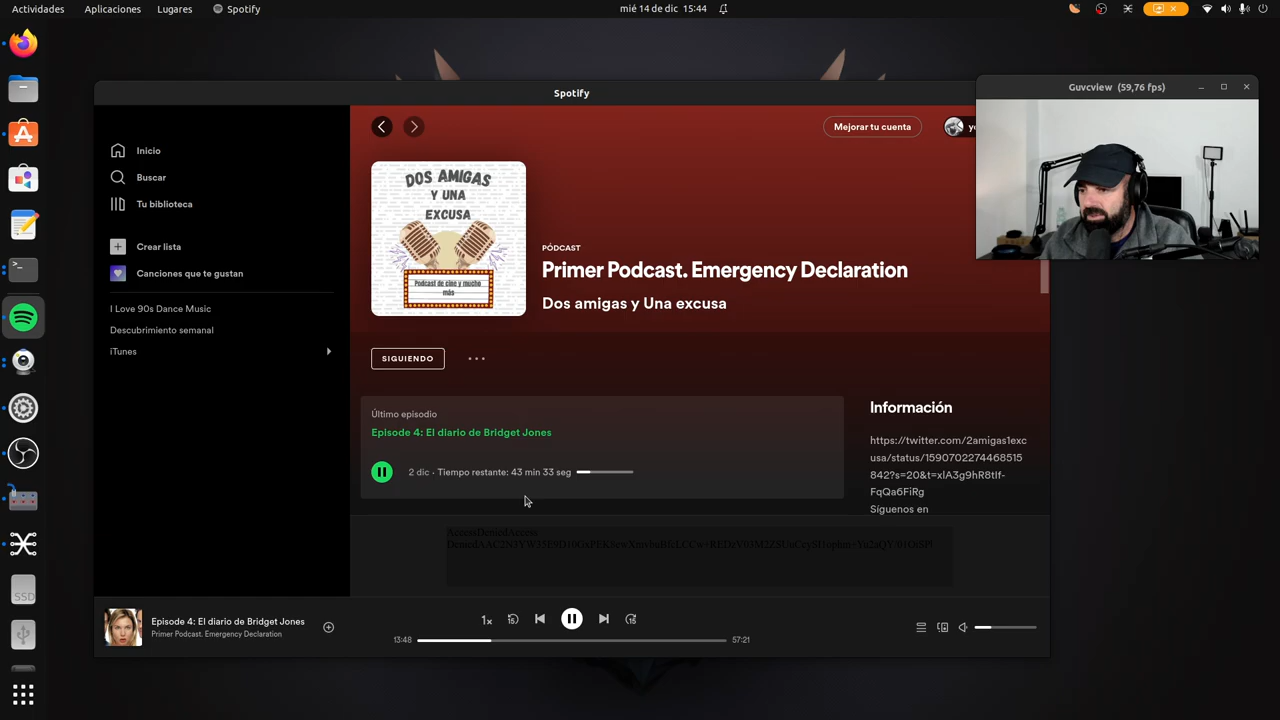 Actividades
Aplicaciones
Lugares
Spotify
mié 14 de dic 15:44
Spotify
Guvcview (59,76 fps)
Mejorar tu cuenta
Inicio
Buscar
Tu biblioteca
Crear lista
Canciones que te gustan
I Love 90s Dance Music
Descubrimiento semanal
iTunes
DOS AMIGAS
Y UNA
EXCUSA
Podcast de cine y mucho
más
PÓDCAST
Primer Podcast. Emergency Declaration
Dos amigas y Una excusa
SIGUIENDO
Último episodio
Episode 4: El diario de Bridget Jones
2 dic · Tiempo restante: 43 min 33 seg
Información
https://twitter.com/2amigas1exc
usa/status/1590702274468515
842?s=20&t=xlA3g9hR8tIf-
FqQa6FiRg
Síguenos en
AccessDeniedAccess
Episode 4: El diario de Bridget Jones
Primer Podcast. Emergency Declaration
1x
15
15
13:48
57:21
SSD